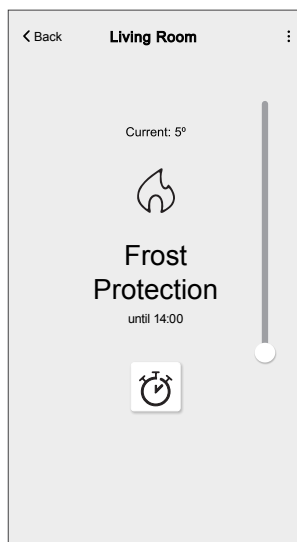 Back
Living Room
Current: 5º
Frost
Protection
until 14:00